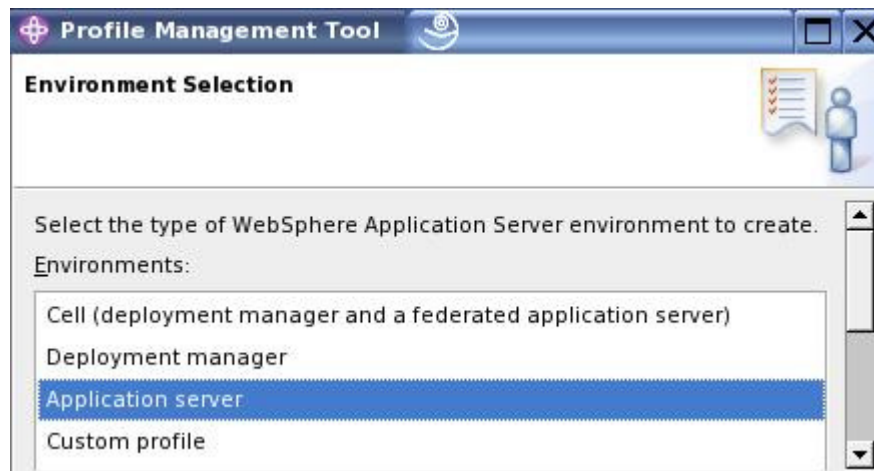 Profile Management Tool
Environment Selection
Select the type of WebSphere Application Server environment to create.
Environments:
Cell (deployment manager and a federated application server)
Deployment manager
Application server
Custom profile